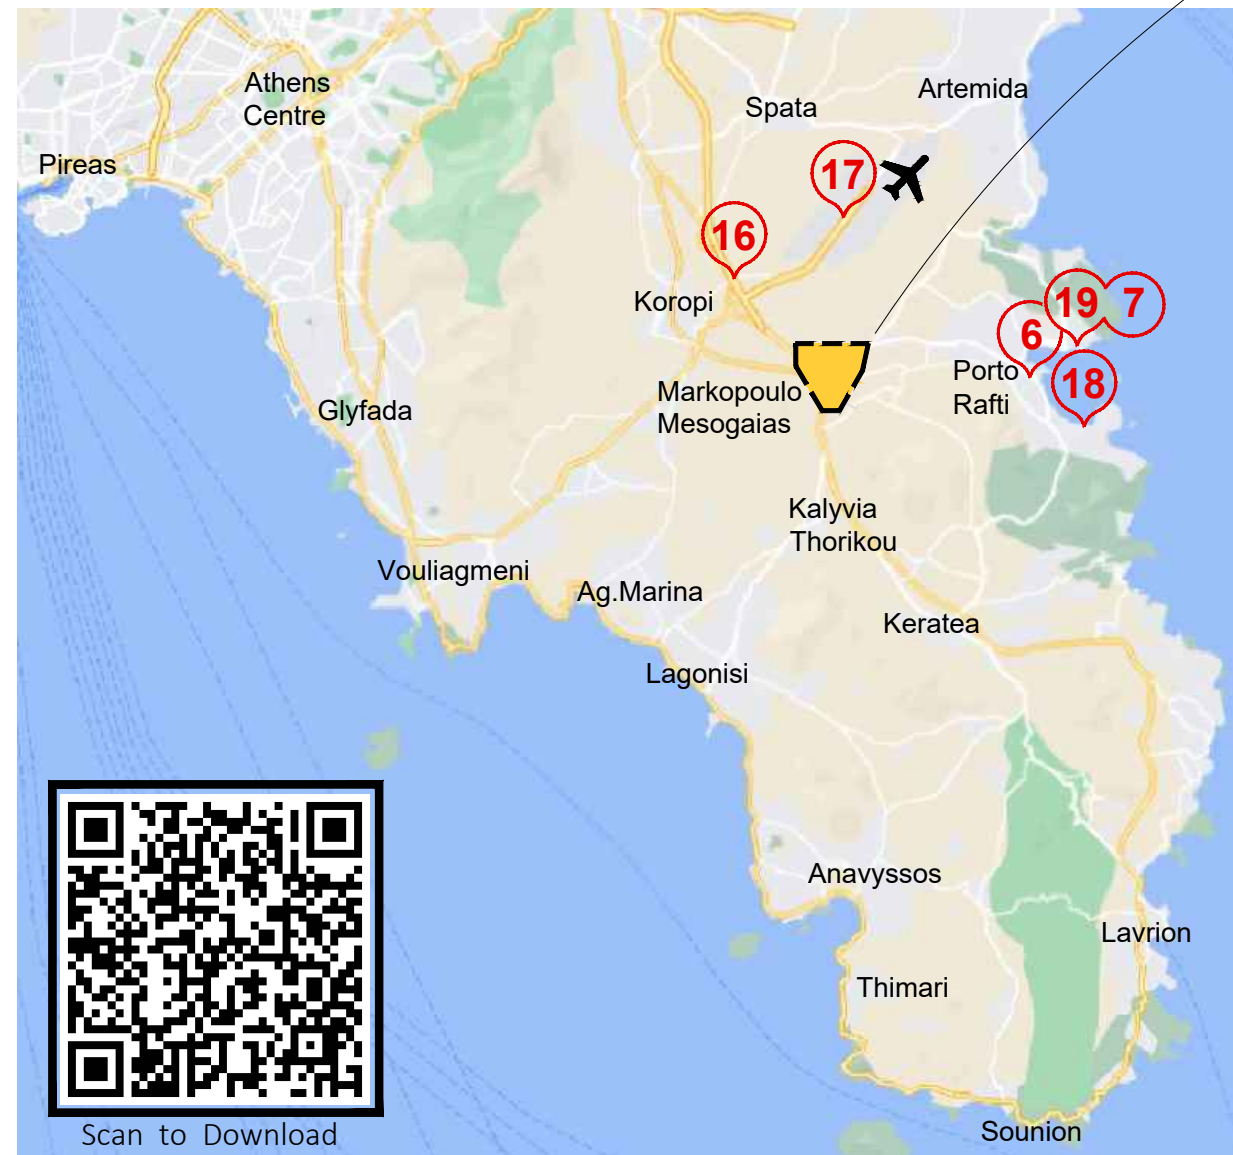 Athens
Centre
Artemida
Spata
Pireas
17
16
Koropi
19
7
6
18
Porto
Rafti
Markopoulo
Mesogaias
Glyfada
Kalyvia
Thorikou
Vouliagmeni
Ag.Marina
Keratea
Lagonisi
Anavyssos
Lavrion
Thimari
Sounion
Scan to Download